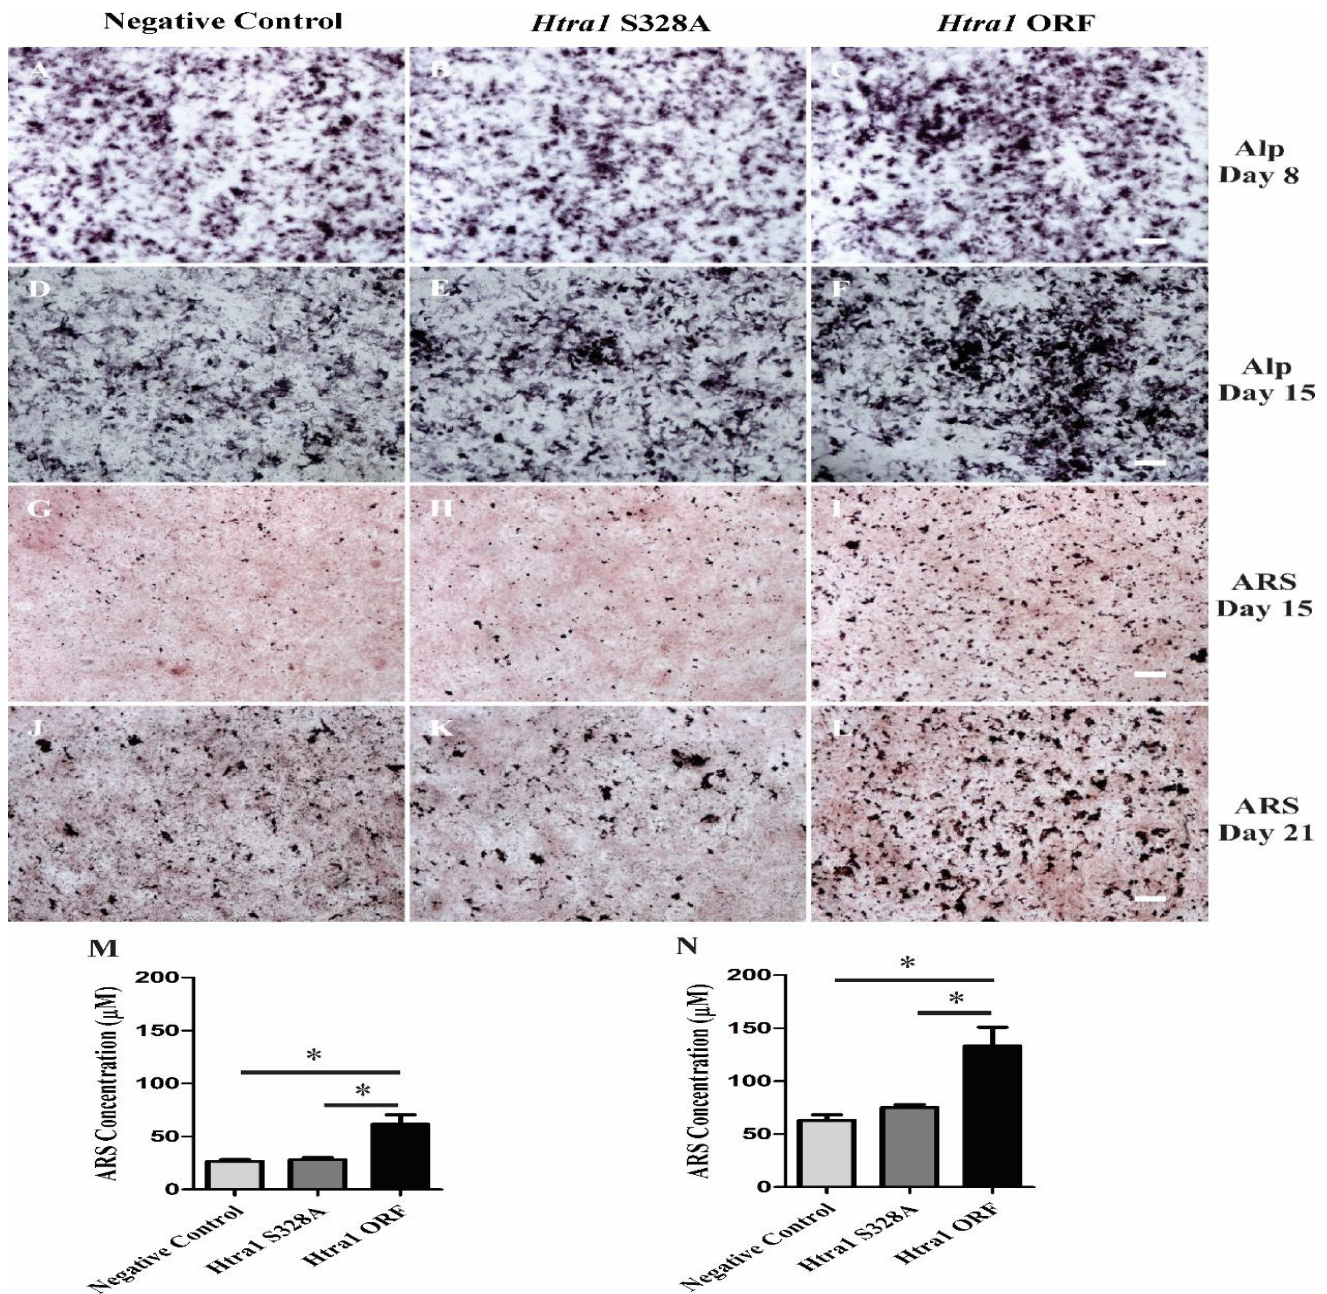 Negative Control
Htra1 S328A
Htra1 ORF
A
B
C
Alp
Day 8
D
E
F
Alp
Day 15
G
H
I
ARS
Day 15
J
K
L
ARS
Day 21
M
200
150
100
50
0
ARS Concentration (μM)
*
*
Negative Control
Htra1 S328A
Htra1 ORF
N
200
150
100
50
0
ARS Concentration (μM)
*
*
Negative Control
Htra1 S328A
Htra1 ORF